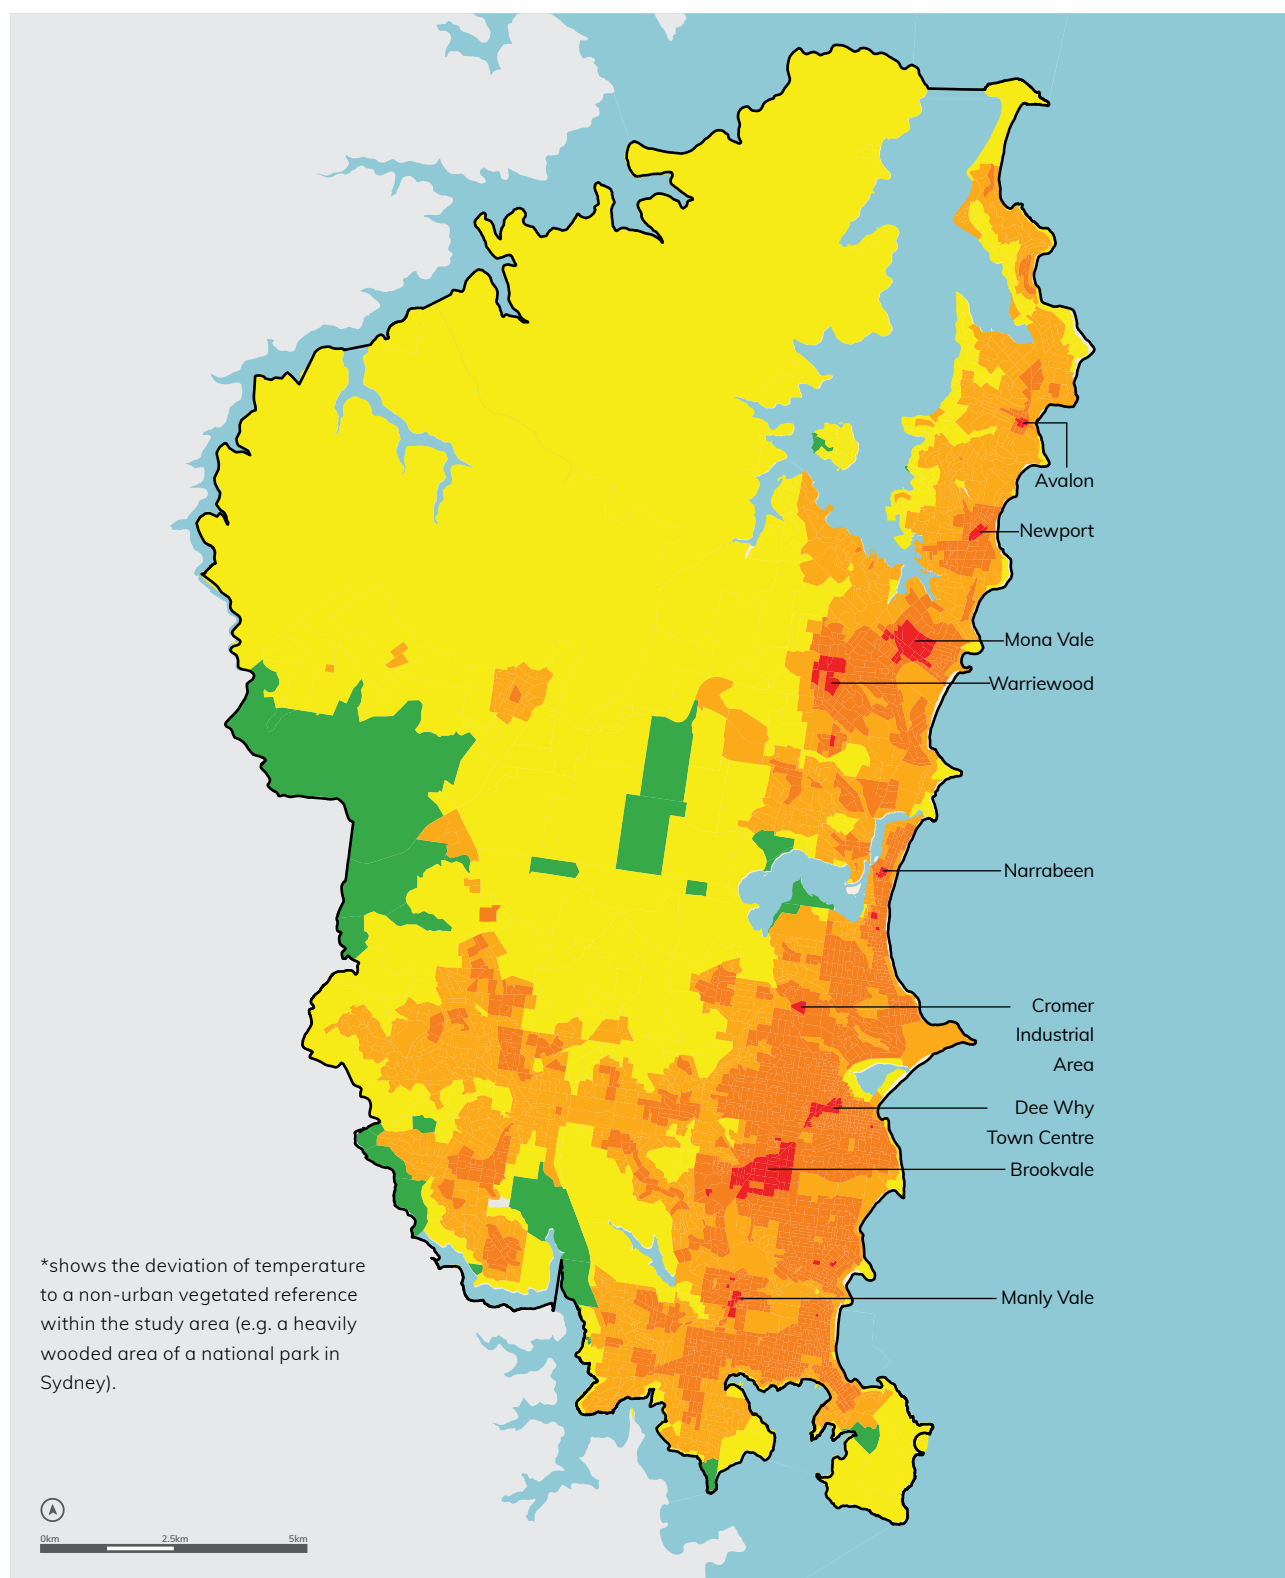 Avalon
Newport
Mona Vale
Warriewood
Narrabeen
Cromer
Industrial
Area
Dee Why
Town Centre
Brookvale
Manly Vale
*shows the deviation of temperature
to a non-urban vegetated reference
within the study area (e.g. a heavily
wooded area of a national park in
Sydney).
0km 2.5km 5km